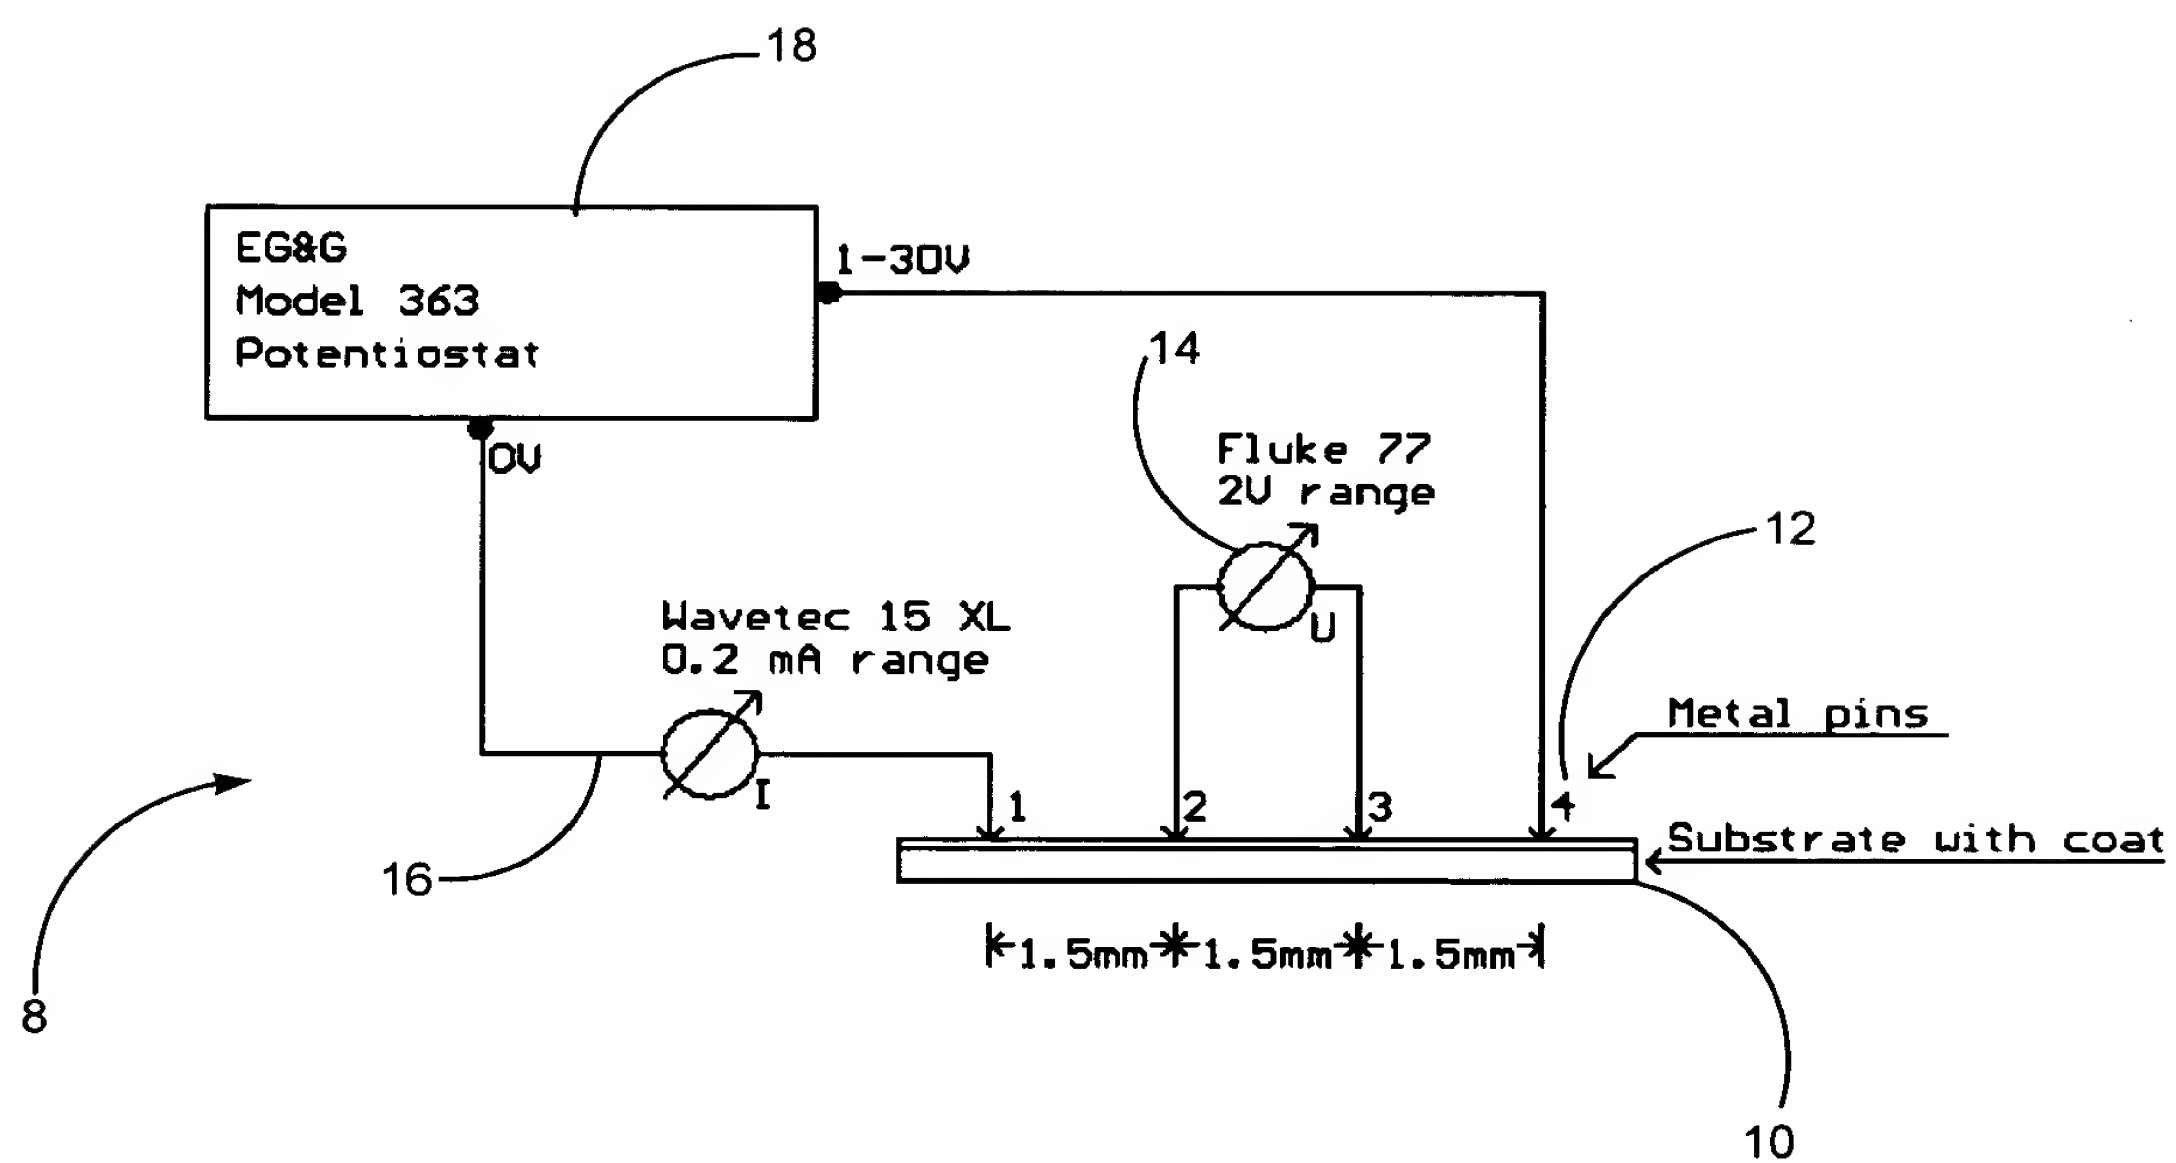 18
EG&G
Model 363
Potentiostat
1-30V
0V
14
Fluke 77
2V range
U
12
Wavetec 15 XL
0.2 mA range
I
Metal pins
1
2
3
4
Substrate with coat
16
8
1.5mm 1.5mm 1.5mm
10